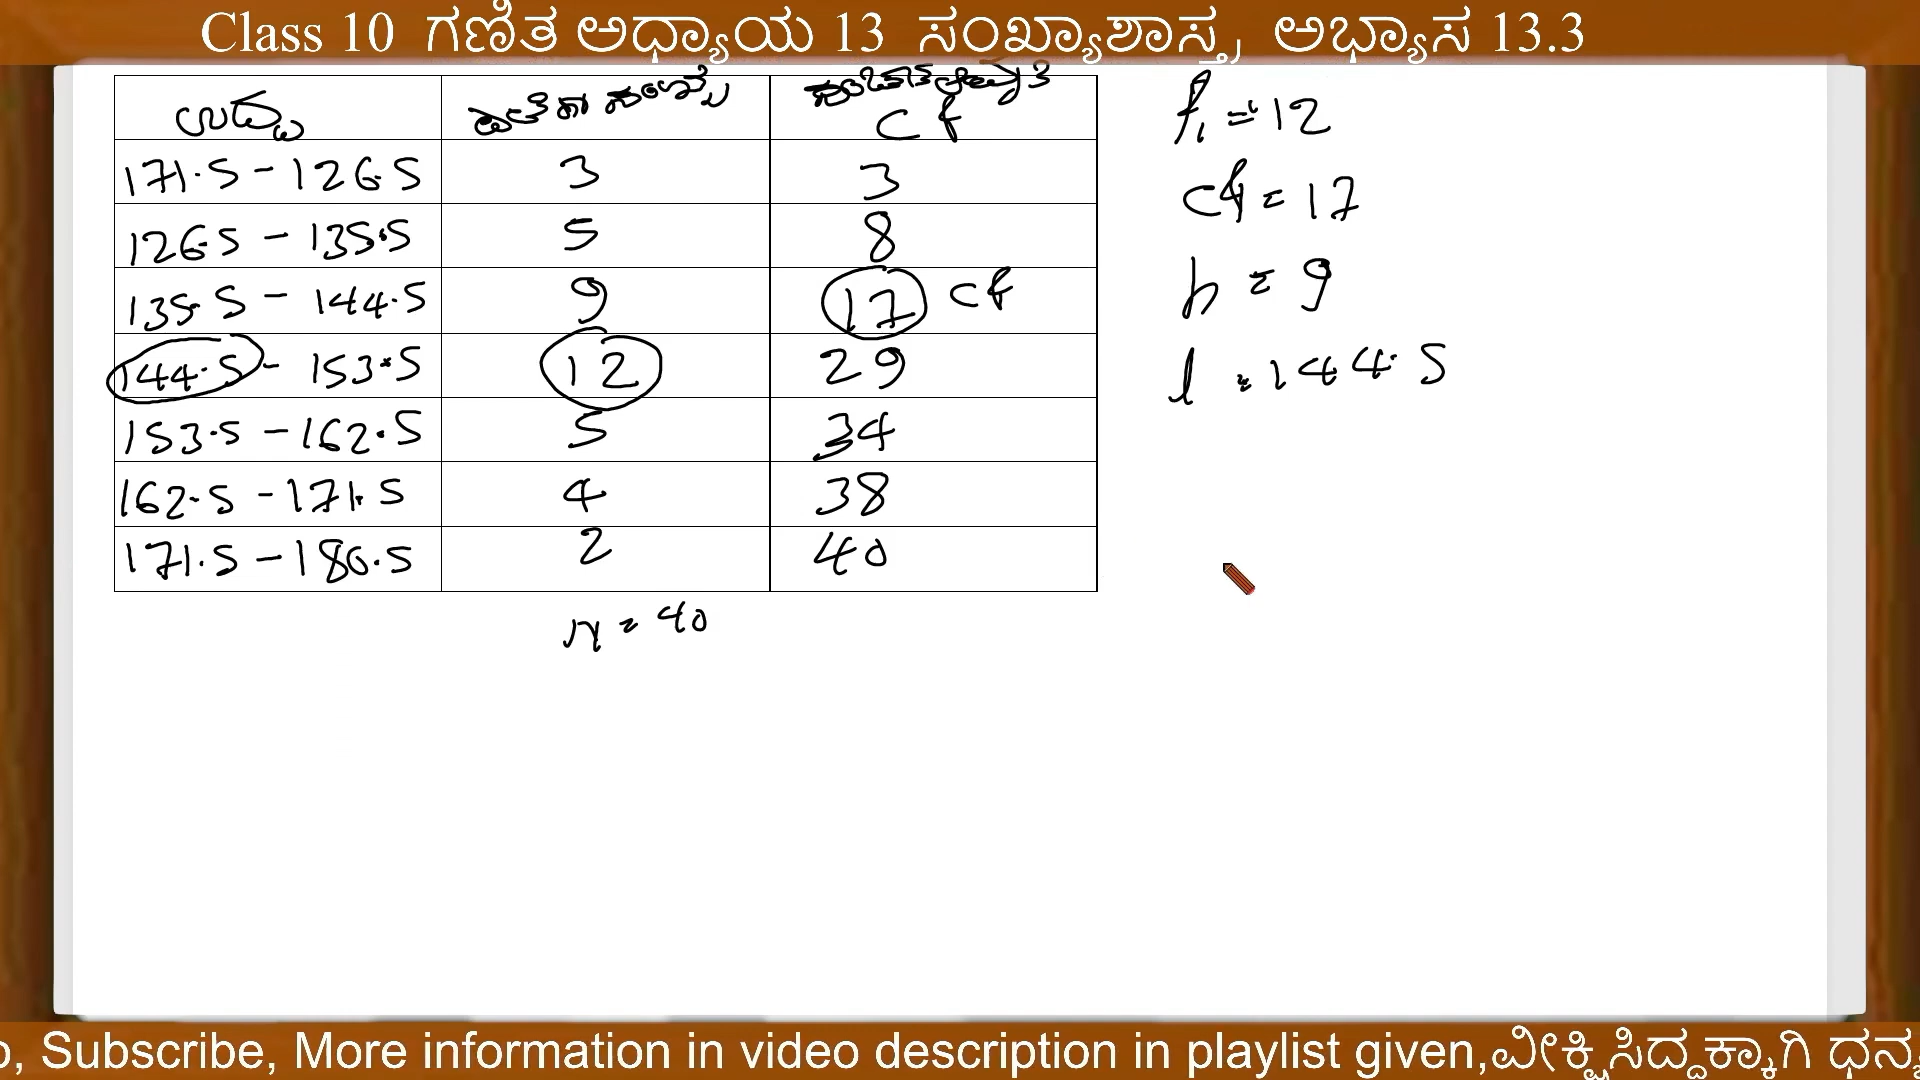 Class 10 ಗಣಿತ ಅಧ್ಯಾಯ 13 ಸಂಖ್ಯಾಶಾಸ್ತ್ರ ಅಭ್ಯಾಸ 13.3
ಉದ್ದ
cf
171.5 - 126.5 3 3
126.5 - 135.5 5 8
135.5 - 144.5 9 17 cf
144.5 - 153.5 12 29
153.5 - 162.5 5 34
162.5 - 171.5 4 38
171.5 - 180.5 2 40
n = 40
f₁ = 12
cf = 17
h = 9
l = 144.5
o, Subscribe, More information in video description in playlist given,ವೀಕ್ಷಿಸಿದ್ದಕ್ಕಾಗಿ ಧನ್ಯ